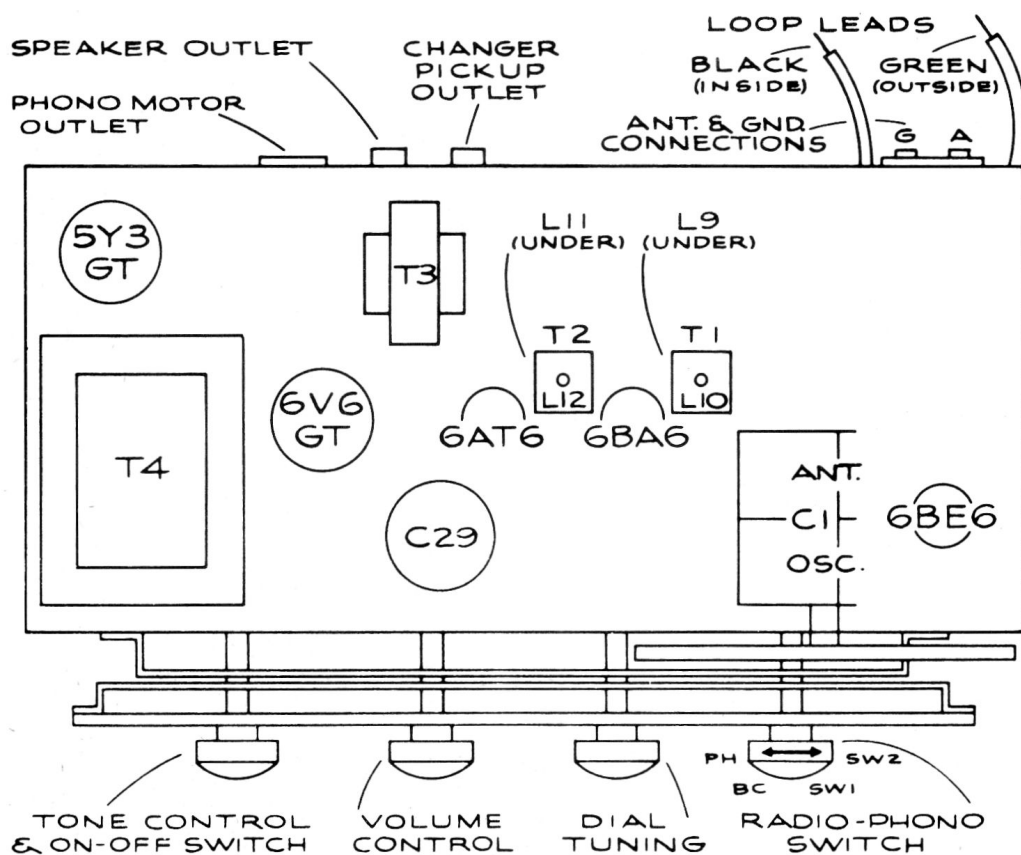 LOOP LEADS
SPEAKER OUTLET
CHANGER
PICKUP
OUTLET
BLACK
(INSIDE)
GREEN
(OUTSIDE)
PHONO MOTOR
OUTLET
ANT. & GND.
CONNECTIONS
G
A
5Y3
GT
T3
L11
(UNDER)
L9
(UNDER)
T2
T1
L12
L10
6V6
GT
6AT6
6BA6
T4
ANT.
C1
OSC.
6BE6
C29
PH
BC
SW1
SW2
TONE CONTROL
& ON-OFF SWITCH
VOLUME
CONTROL
DIAL
TUNING
RADIO-PHONO
SWITCH